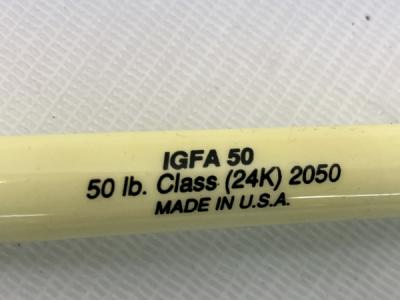 IGFA 50
50 lb. Class (24K) 2050
MADE IN U.S.A.